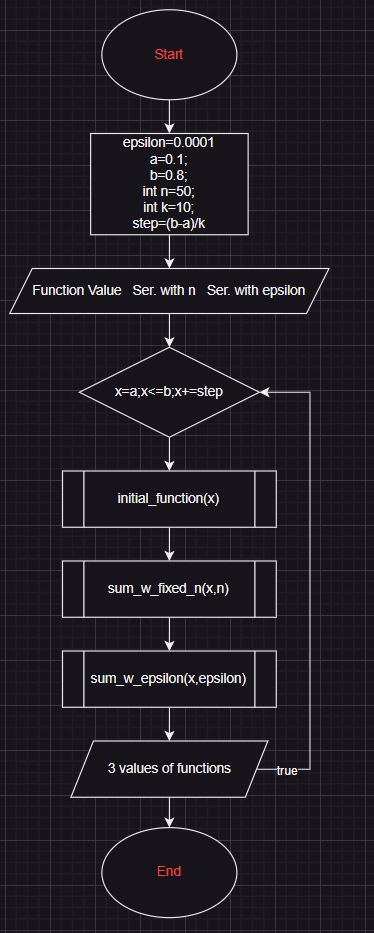 Start
epsilon=0.0001
a=0.1;
b=0.8;
int n=50;
int k=10;
step=(b-a)/k
Function Value Ser. with n Ser. with epsilon
x=a;x<=b;x+=step
initial_function(x)
sum_w_fixed_n(x,n)
sum_w_epsilon(x,epsilon)
3 values of functions
true
End